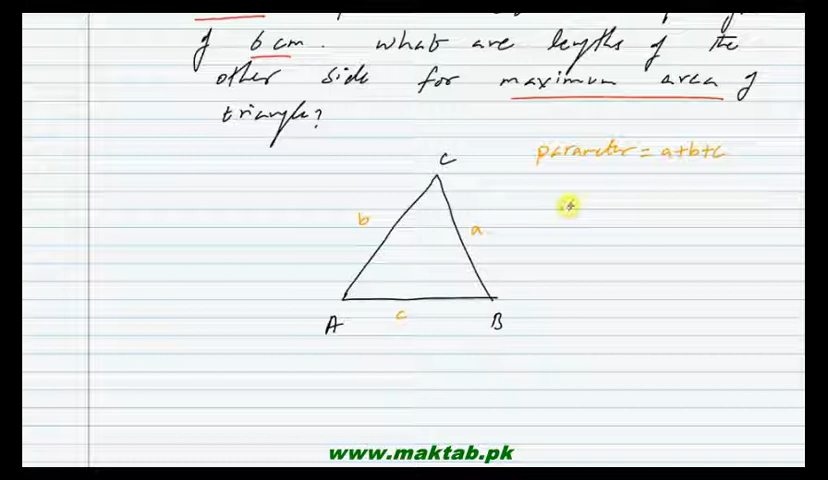 of 6 cm. what are lengths of the
other side for maximum area of
triangle?
C
parameter = a+b+c
b
a
c
A
B
www.maktab.pk